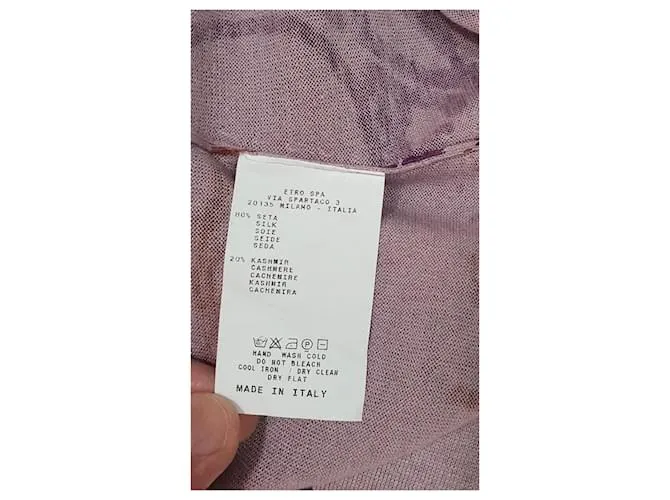 ETRO SPA
VIA SPARTACO 3
20135 MILANO - ITALIA
80% SETA
SILK
SOIE
SEIDE
SEDA
20% KASHMIR
CASHMERE
CACHEMIRE
KASHMIR
CACHEMIRA
P
HAND WASH COLD
DO NOT BLEACH
COOL IRON / DRY CLEAN
DRY FLAT
MADE IN ITALY